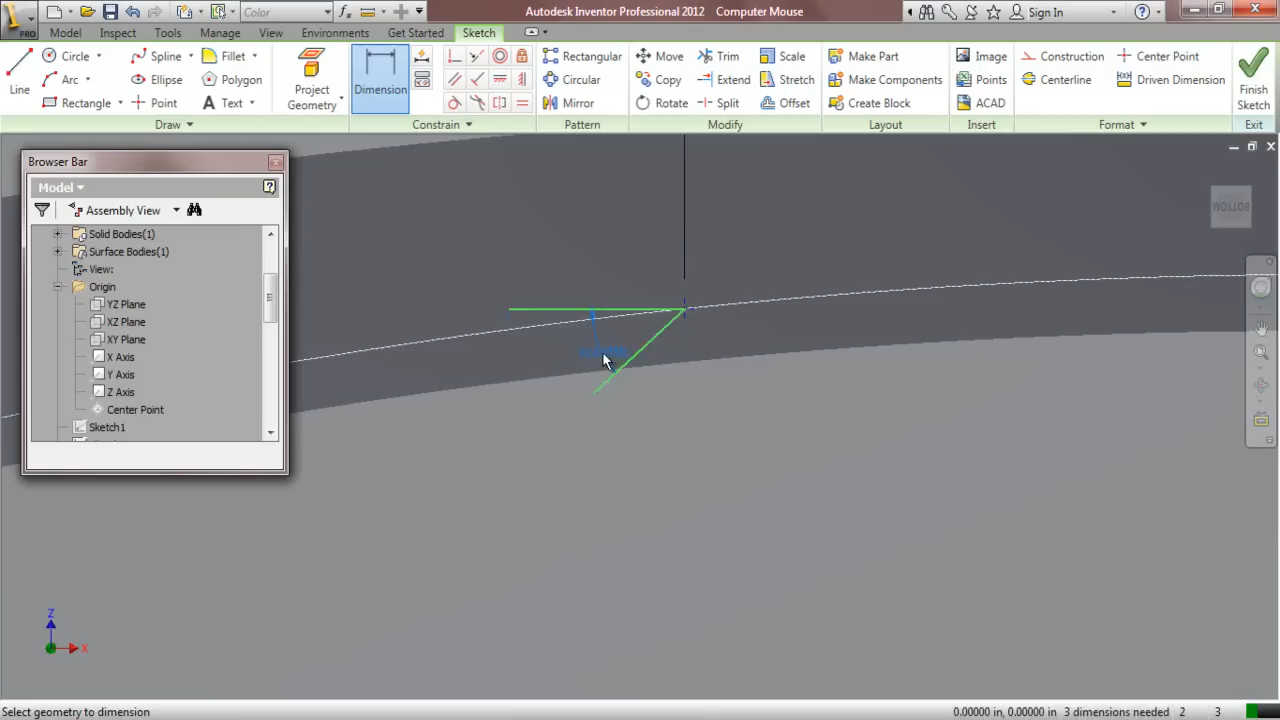 PRO
Color
Autodesk Inventor Professional 2012 Computer Mouse
Sign In
Model Inspect Tools Manage View Environments Get Started Sketch
Line
Circle
Arc
Rectangle
Spline
Ellipse
Point
Fillet
Polygon
Text
Draw
Project
Geometry
Dimension
Constrain
Rectangular
Circular
Mirror
Pattern
Move
Copy
Rotate
Trim
Extend
Split
Scale
Stretch
Offset
Modify
Make Part
Make Components
Create Block
Layout
Image
Points
ACAD
Insert
Construction
Centerline
Center Point
Driven Dimension
Format
Finish
Sketch
Exit
Browser Bar
Model
Assembly View
Solid Bodies(1)
Surface Bodies(1)
View:
Origin
YZ Plane
XZ Plane
XY Plane
X Axis
Y Axis
Z Axis
Center Point
Sketch1
BOTTOM
Z
X
Select geometry to dimension
0.00000 in, 0.00000 in 3 dimensions needed 2 3